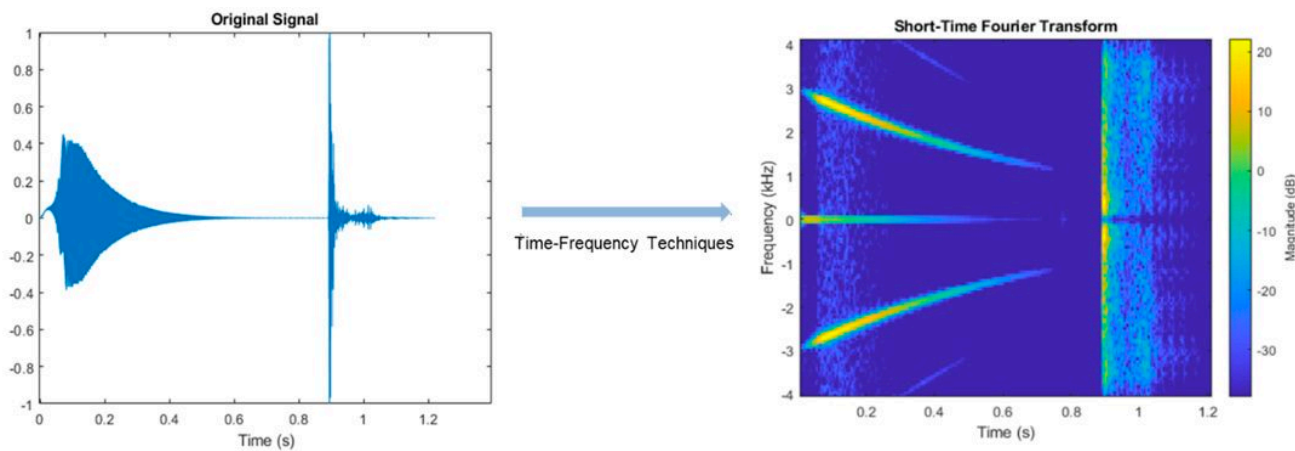 Original Signal
1
0.8
0.6
0.4
0.2
0
-0.2
-0.4
-0.6
-0.8
-1
0 0.2 0.4 0.6 0.8 1 1.2
Time (s)
Time-Frequency Techniques
Short-Time Fourier Transform
4
3
2
1
0
-1
-2
-3
-4
Frequency (kHz)
0.2 0.4 0.6 0.8 1 1.2
Time (s)
20
10
0
-10
-20
-30
Magnitude (dB)